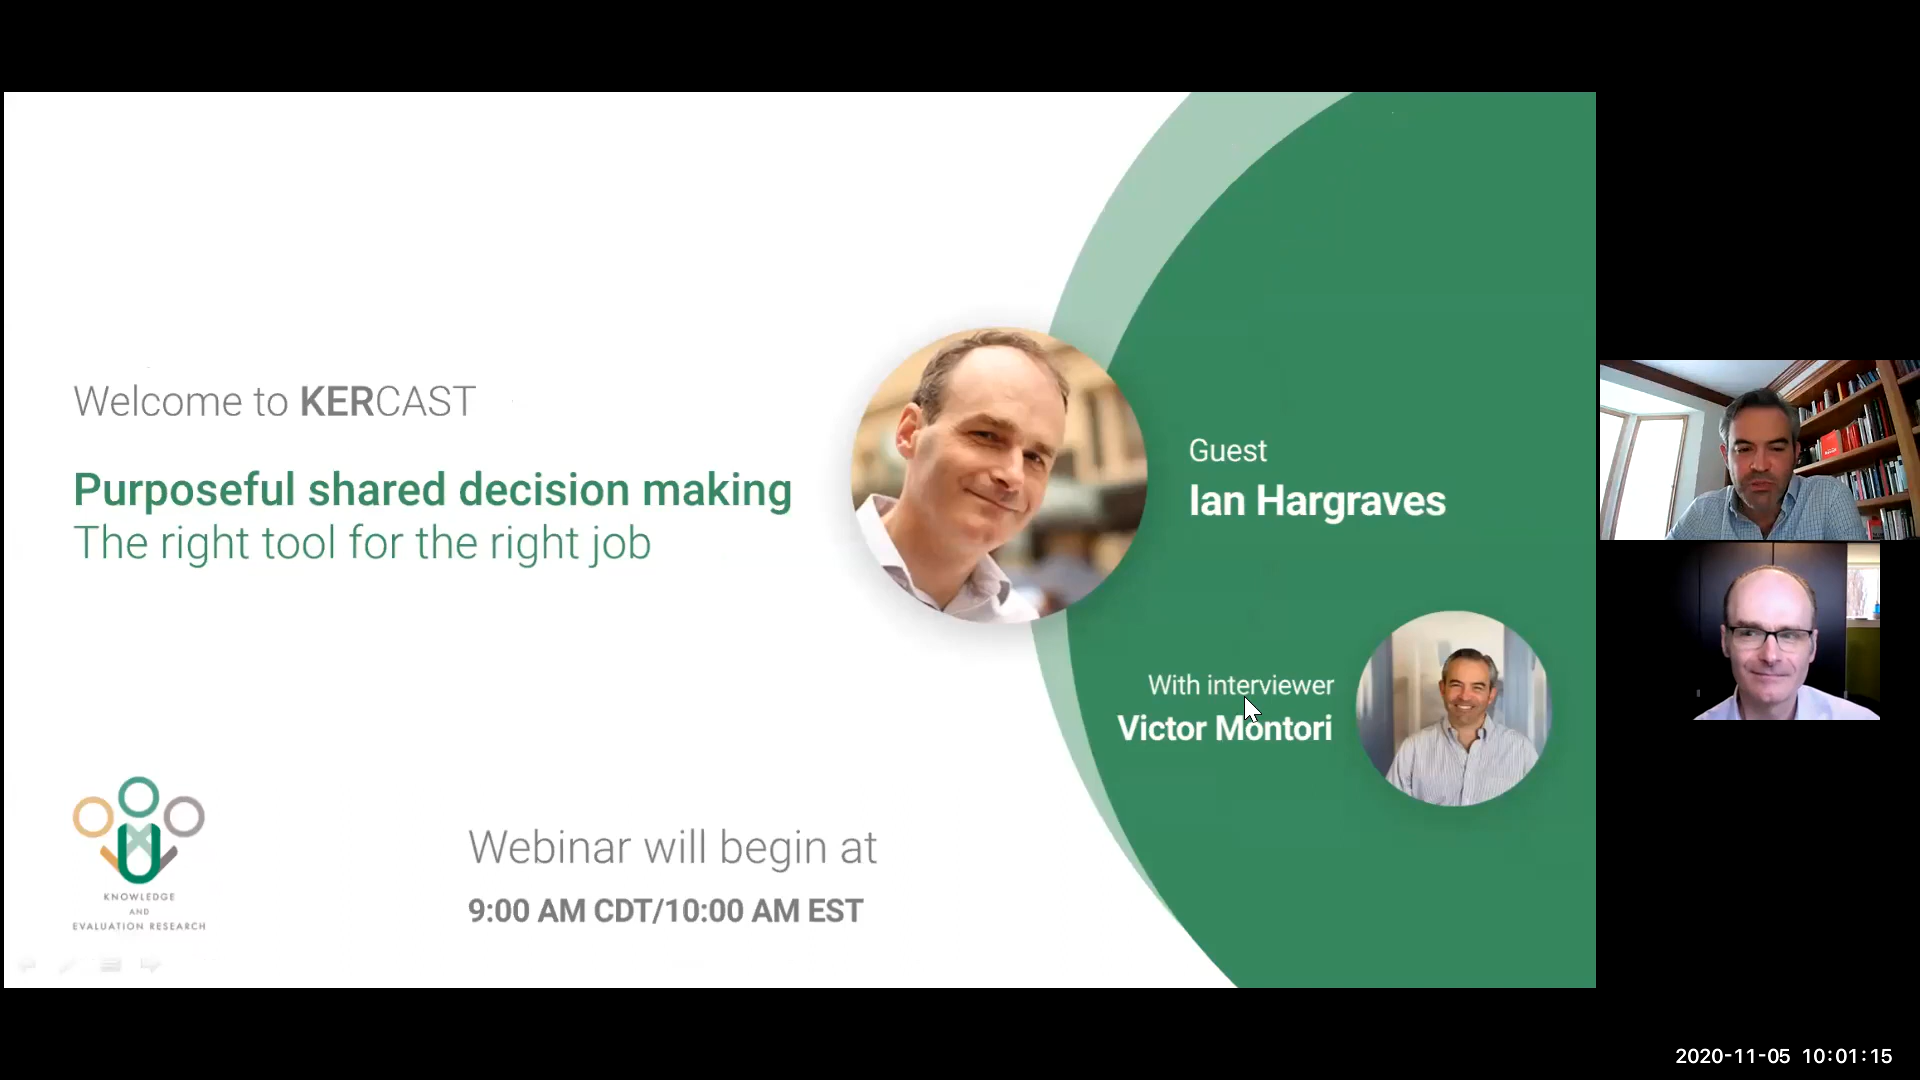 Welcome to KERCAST
Purposeful shared decision making
The right tool for the right job
Guest
Ian Hargraves
With interviewer
Victor Montori
KNOWLEDGE
AND
EVALUATION RESEARCH
Webinar will begin at
9:00 AM CDT/10:00 AM EST
2020-11-05 10:01:15